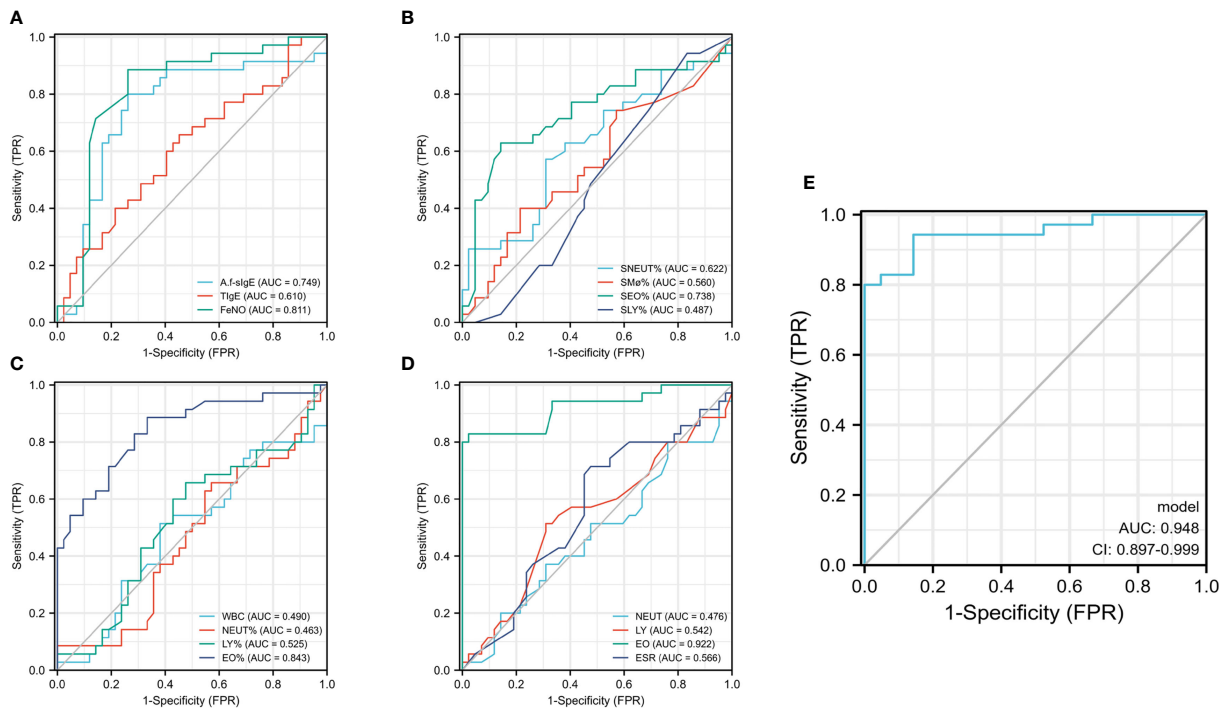 A
1.0
0.8
0.6
0.4
0.2
0.0
Sensitivity (TPR)
A.f-sIgE (AUC = 0.749)
TIgE (AUC = 0.610)
FeNO (AUC = 0.811)
0.0 0.2 0.4 0.6 0.8 1.0
1-Specificity (FPR)
B
1.0
0.8
0.6
0.4
0.2
0.0
Sensitivity (TPR)
SNEUT% (AUC = 0.622)
SMø% (AUC = 0.560)
SEO% (AUC = 0.738)
SLY% (AUC = 0.487)
0.0 0.2 0.4 0.6 0.8 1.0
1-Specificity (FPR)
C
1.0
0.8
0.6
0.4
0.2
0.0
Sensitivity (TPR)
WBC (AUC = 0.490)
NEUT% (AUC = 0.463)
LY% (AUC = 0.525)
EO% (AUC = 0.843)
0.0 0.2 0.4 0.6 0.8 1.0
1-Specificity (FPR)
D
1.0
0.8
0.6
0.4
0.2
0.0
Sensitivity (TPR)
NEUT (AUC = 0.476)
LY (AUC = 0.542)
EO (AUC = 0.922)
ESR (AUC = 0.566)
0.0 0.2 0.4 0.6 0.8 1.0
1-Specificity (FPR)
E
1.0
0.8
0.6
0.4
0.2
0.0
Sensitivity (TPR)
model
AUC: 0.948
CI: 0.897-0.999
0.0 0.2 0.4 0.6 0.8 1.0
1-Specificity (FPR)